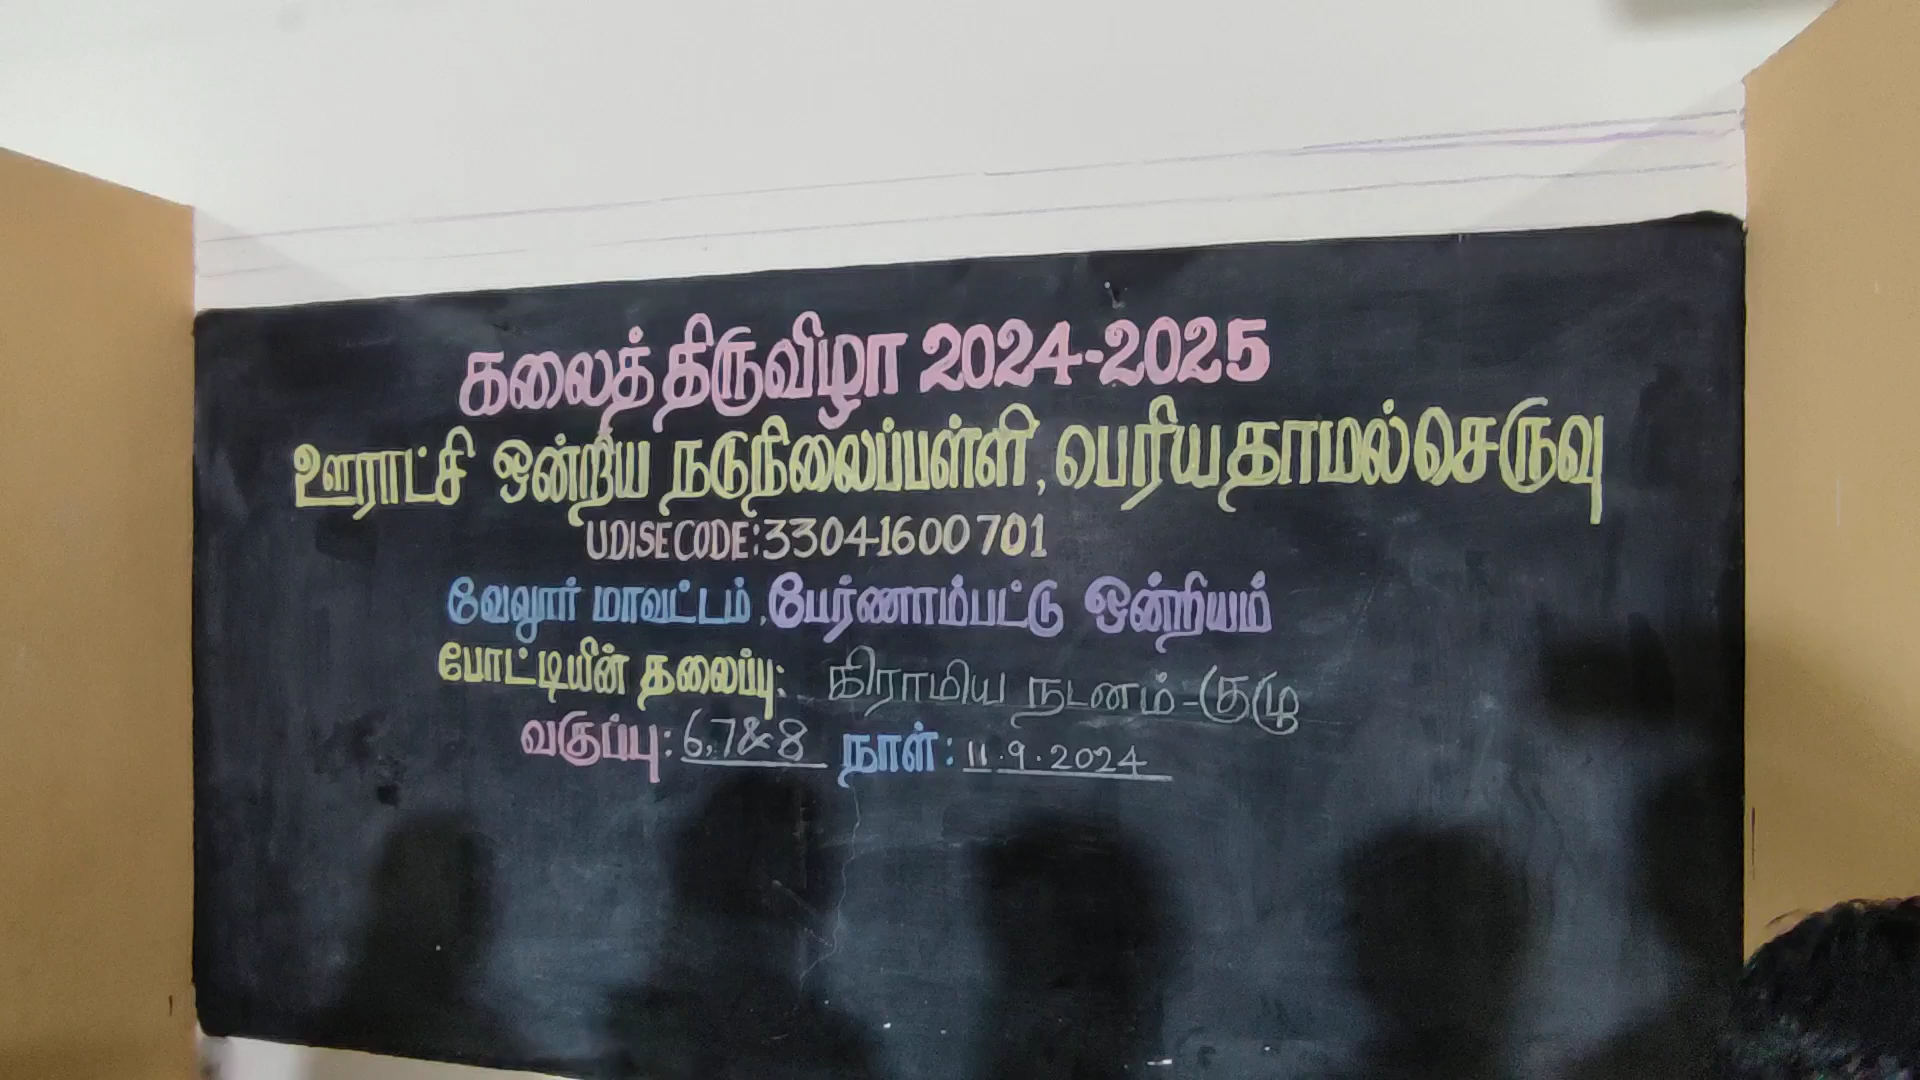 கலைத்திருவிழா 2024-2025
ஊராட்சி ஒன்றிய நடுநிலைப்பள்ளி, பெரியதாமல்செருவு
UDISE CODE: 33041600701
வேலூர் மாவட்டம், பேர்ணாம்பட்டு ஒன்றியம்
போட்டியின் தலைப்பு: கிராமிய நடனம்-குழு
வகுப்பு: 6,7&8 நாள்: 11.9.2024